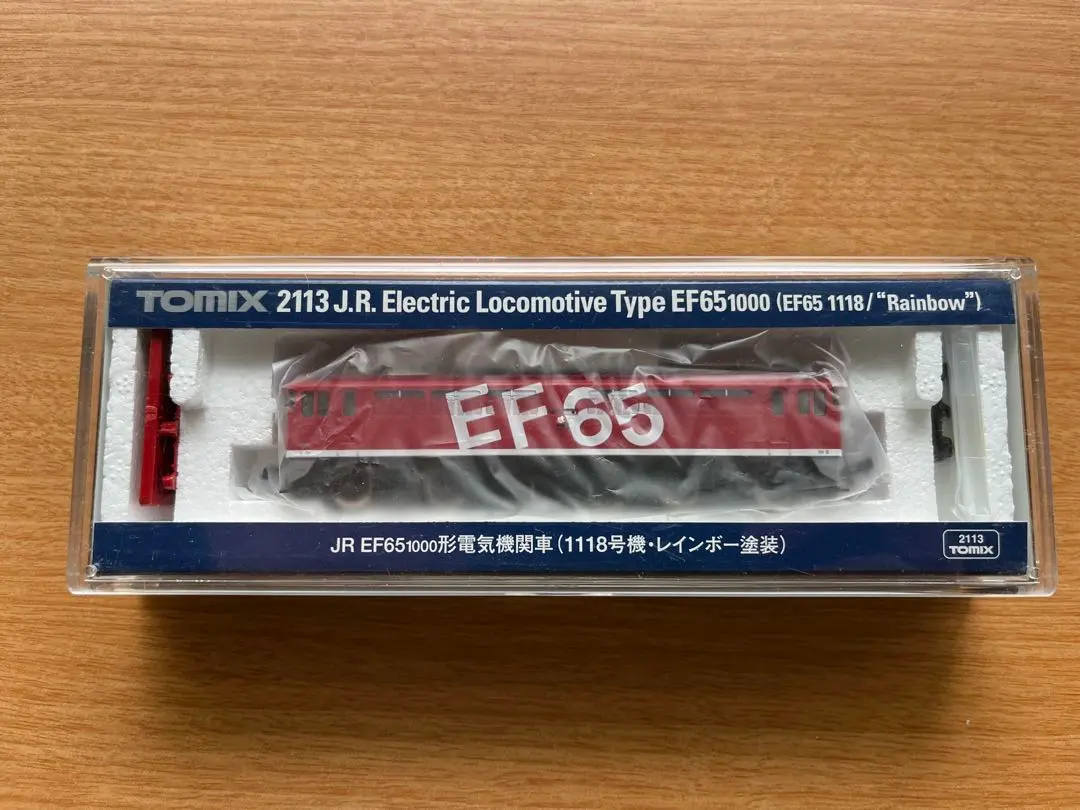 TOMIX 2113 J.R. Electric Locomotive Type EF651000 (EF65 1118/“Rainbow”)
EF65
JR EF651000形電気機関車(1118号機・レインボー塗装)
2113
TOMIX